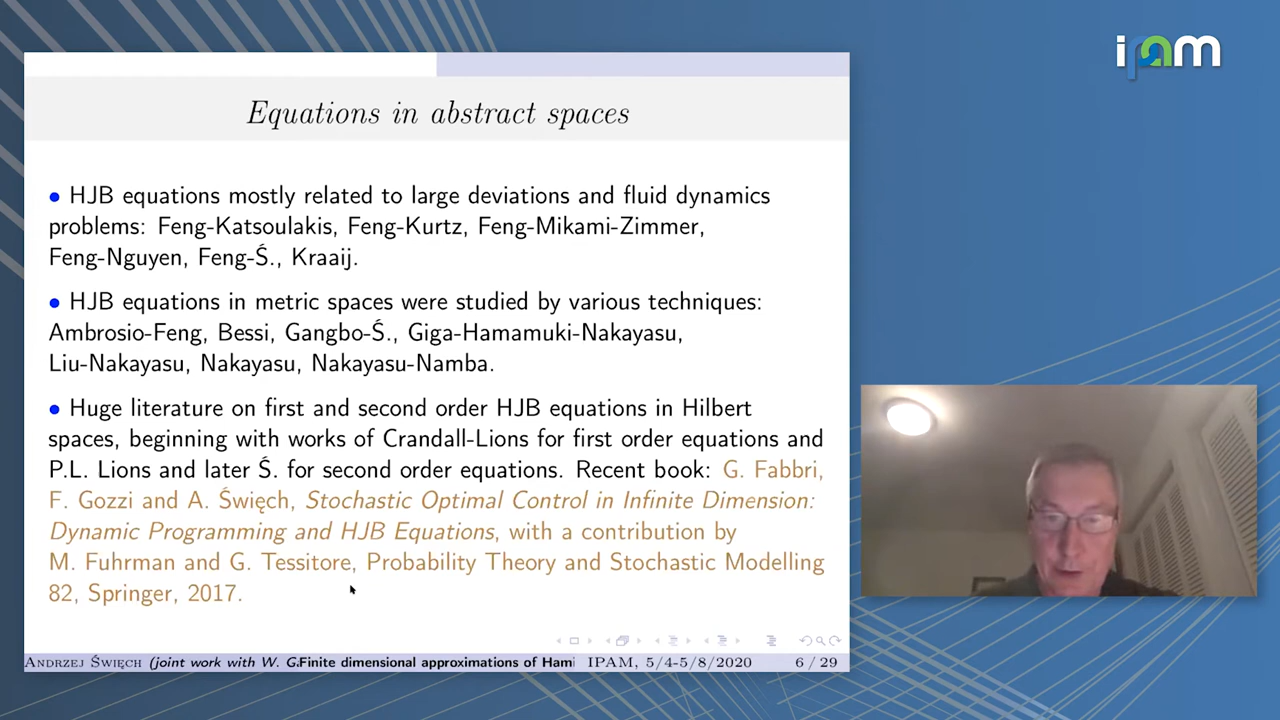 ipam
Equations in abstract spaces
• HJB equations mostly related to large deviations and fluid dynamics
problems: Feng-Katsoulakis, Feng-Kurtz, Feng-Mikami-Zimmer,
Feng-Nguyen, Feng-Ś., Kraaij.
• HJB equations in metric spaces were studied by various techniques:
Ambrosio-Feng, Bessi, Gangbo-Ś., Giga-Hamamuki-Nakayasu,
Liu-Nakayasu, Nakayasu, Nakayasu-Namba.
• Huge literature on first and second order HJB equations in Hilbert
spaces, beginning with works of Crandall-Lions for first order equations and
P.L. Lions and later Ś. for second order equations. Recent book: G. Fabbri,
F. Gozzi and A. Święch, Stochastic Optimal Control in Infinite Dimension:
Dynamic Programming and HJB Equations, with a contribution by
M. Fuhrman and G. Tessitore, Probability Theory and Stochastic Modelling
82, Springer, 2017.
Andrzej Święch (joint work with W. G.Finite dimensional approximations of Hami IPAM, 5/4-5/8/2020 6 / 29